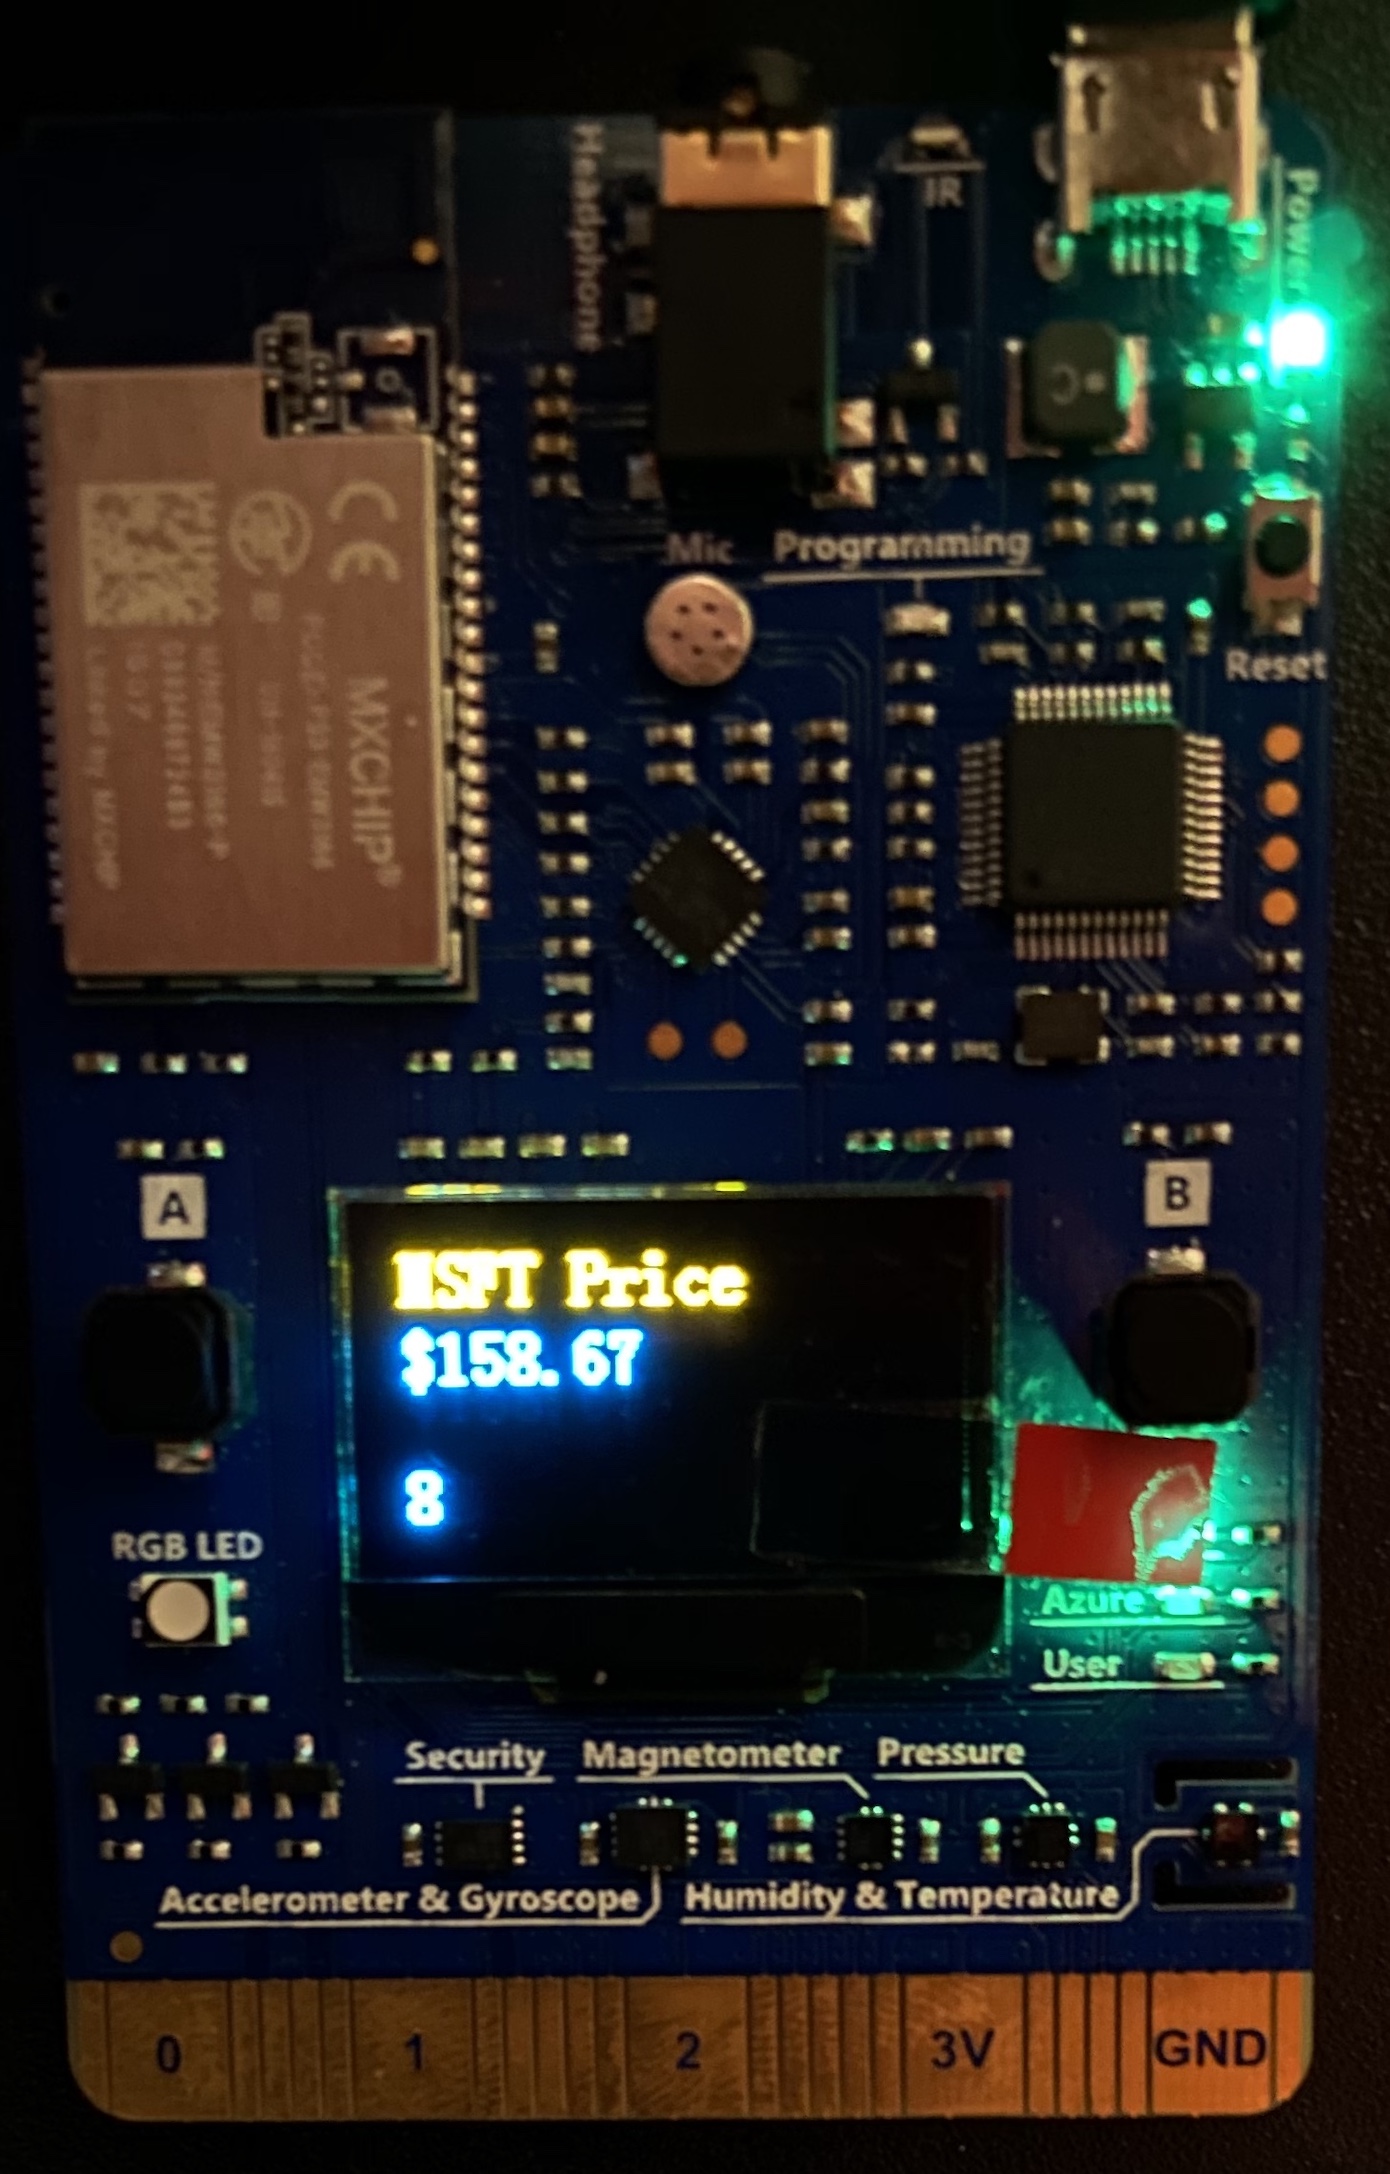 Headphone
IR
Power
CE
MXCHIP®
Mic
Programming
Reset
A
B
MSFT Price
$158.67
8
RGB LED
Azure
User
Security
Magnetometer
Pressure
Accelerometer & Gyroscope
Humidity & Temperature
0
1
2
3V
GND